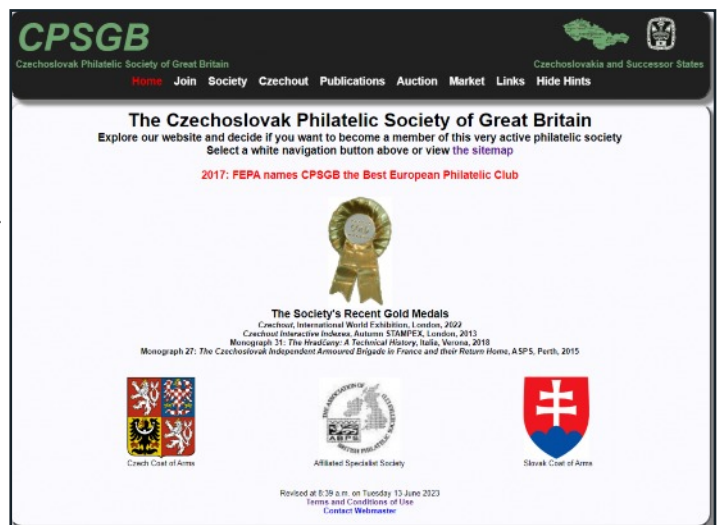 CPSGB
Czechoslovak Philatelic Society of Great Britain
Czechoslovakia and Successor States
Home Join Society Czechout Publications Auction Market Links Hide Hints
The Czechoslovak Philatelic Society of Great Britain
Explore our website and decide if you want to become a member of this very active philatelic society
Select a white navigation button above or view the sitemap
2017: FEPA names CPSGB the Best European Philatelic Club
The Society's Recent Gold Medals
Czechout, International World Exhibition, London, 2022
Czechout Interactive Indexes, Autumn STAMPEX, London, 2013
Monograph 31: The Hradčany: A Technical History, Italia, Verona, 2018
Monograph 27: The Czechoslovak Independent Armoured Brigade in France and their Return Home, ASPS, Perth, 2015
THE ASSOCIATION OF
BRITISH PHILATELIC
ABPS
Czech Coat of Arms
Affiliated Specialist Society
Slovak Coat of Arms
Revised at 8:39 a.m. on Tuesday 13 June 2023
Terms and Conditions of Use
Contact Webmaster